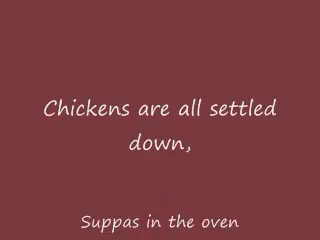 Chickens are all settled
down,
Suppas in the oven